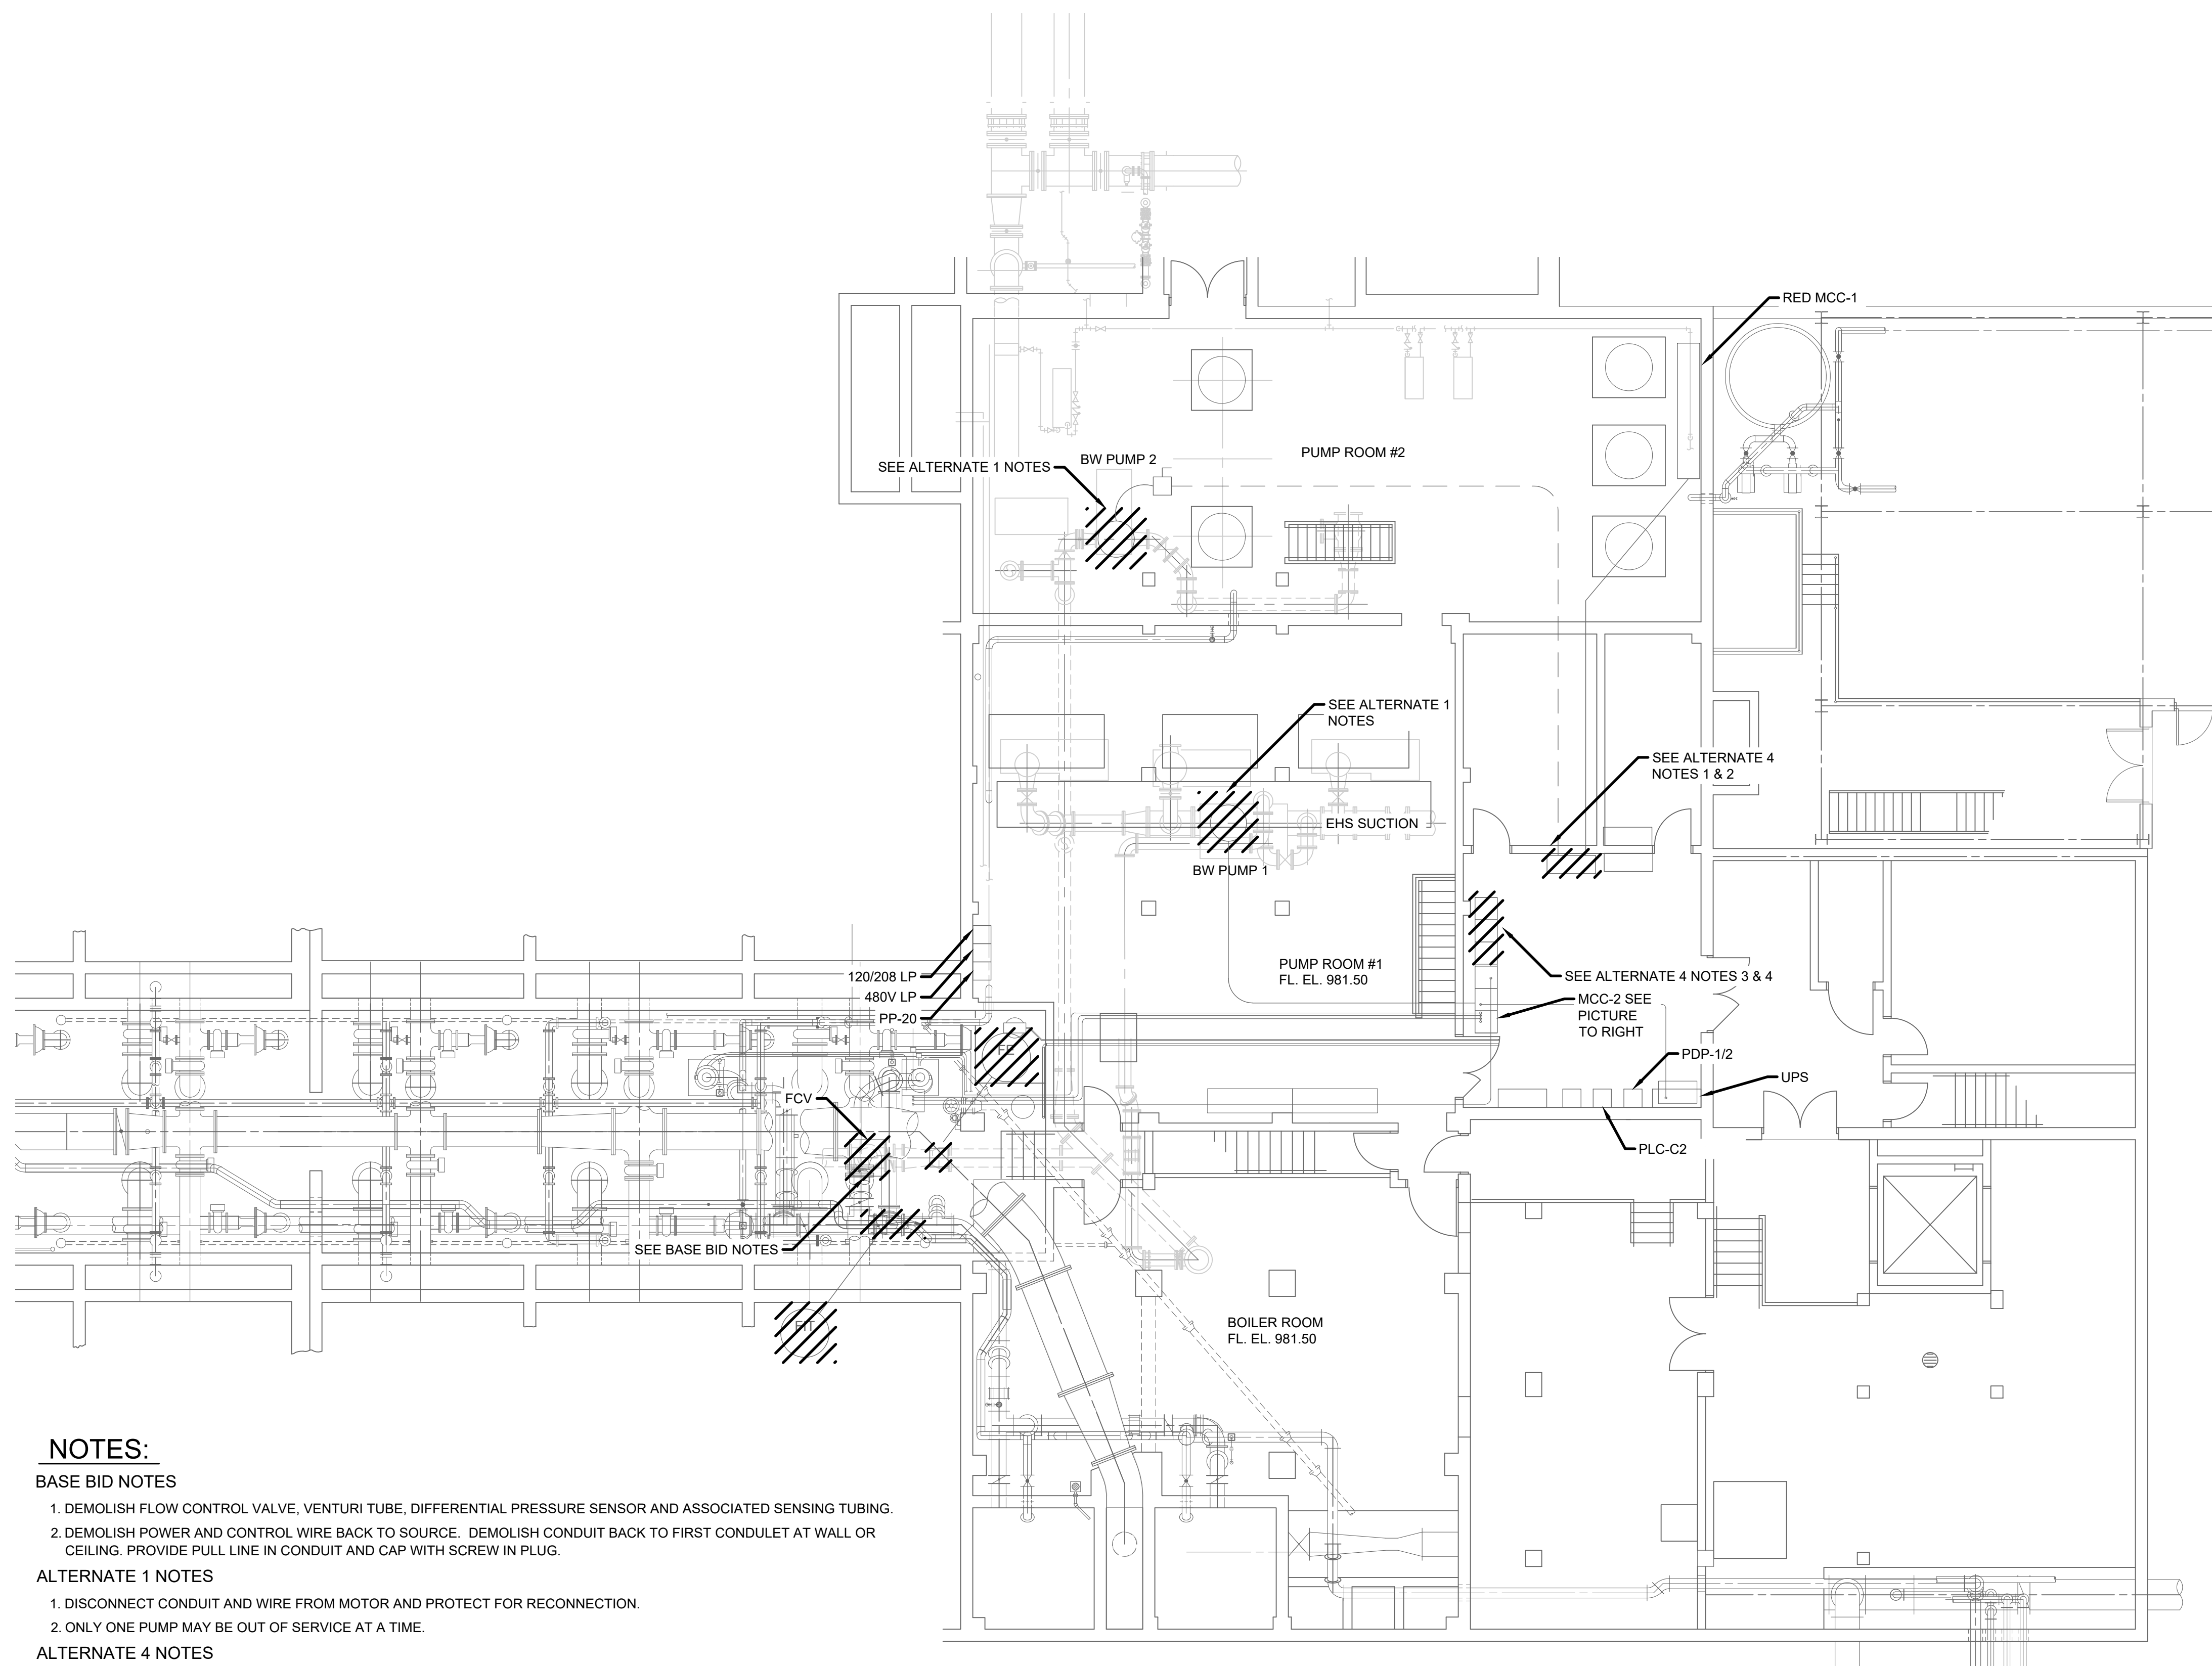 RED MCC-1
BW PUMP 2
PUMP ROOM #2
SEE ALTERNATE 1 NOTES
SEE ALTERNATE 1
NOTES
SEE ALTERNATE 4
NOTES 1 & 2
EHS SUCTION
BW PUMP 1
PUMP ROOM #1
FL. EL. 981.50
120/208 LP
480V LP
PP-20
SEE ALTERNATE 4 NOTES 3 & 4
MCC-2 SEE
PICTURE
TO RIGHT
FE
PDP-1/2
UPS
FCV
PLC-C2
SEE BASE BID NOTES
FIT
BOILER ROOM
FL. EL. 981.50
NOTES:
BASE BID NOTES
1. DEMOLISH FLOW CONTROL VALVE, VENTURI TUBE, DIFFERENTIAL PRESSURE SENSOR AND ASSOCIATED SENSING TUBING.
2. DEMOLISH POWER AND CONTROL WIRE BACK TO SOURCE. DEMOLISH CONDUIT BACK TO FIRST CONDULET AT WALL OR
CEILING. PROVIDE PULL LINE IN CONDUIT AND CAP WITH SCREW IN PLUG.
ALTERNATE 1 NOTES
1. DISCONNECT CONDUIT AND WIRE FROM MOTOR AND PROTECT FOR RECONNECTION.
2. ONLY ONE PUMP MAY BE OUT OF SERVICE AT A TIME.
ALTERNATE 4 NOTES